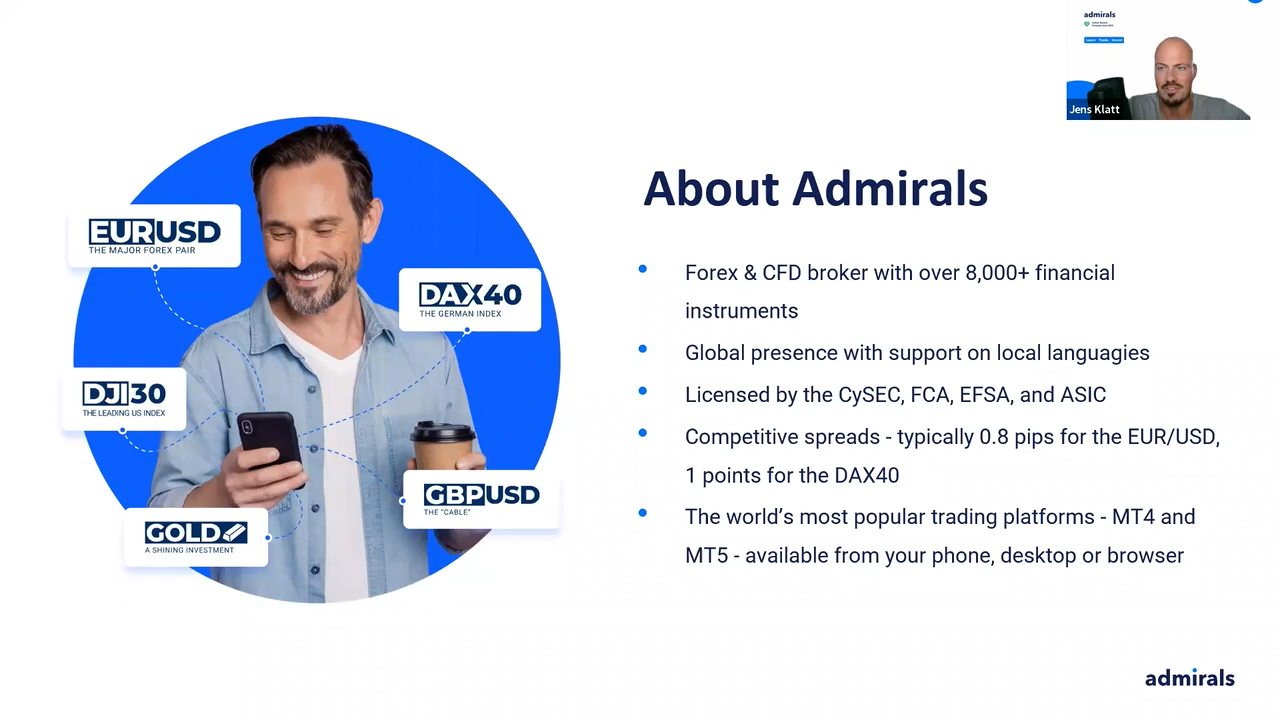 admirals
Jens Klatt
About Admirals
EURUSD
THE MAJOR FOREX PAIR
DAX40
THE GERMAN INDEX
DJI30
THE LEADING US INDEX
GBPUSD
THE "CABLE"
GOLD
A SHINING INVESTMENT
Forex & CFD broker with over 8,000+ financial
instruments
Global presence with support on local languagies
Licensed by the CySEC, FCA, EFSA, and ASIC
Competitive spreads - typically 0.8 pips for the EUR/USD,
1 points for the DAX40
The world’s most popular trading platforms - MT4 and
MT5 - available from your phone, desktop or browser
admirals